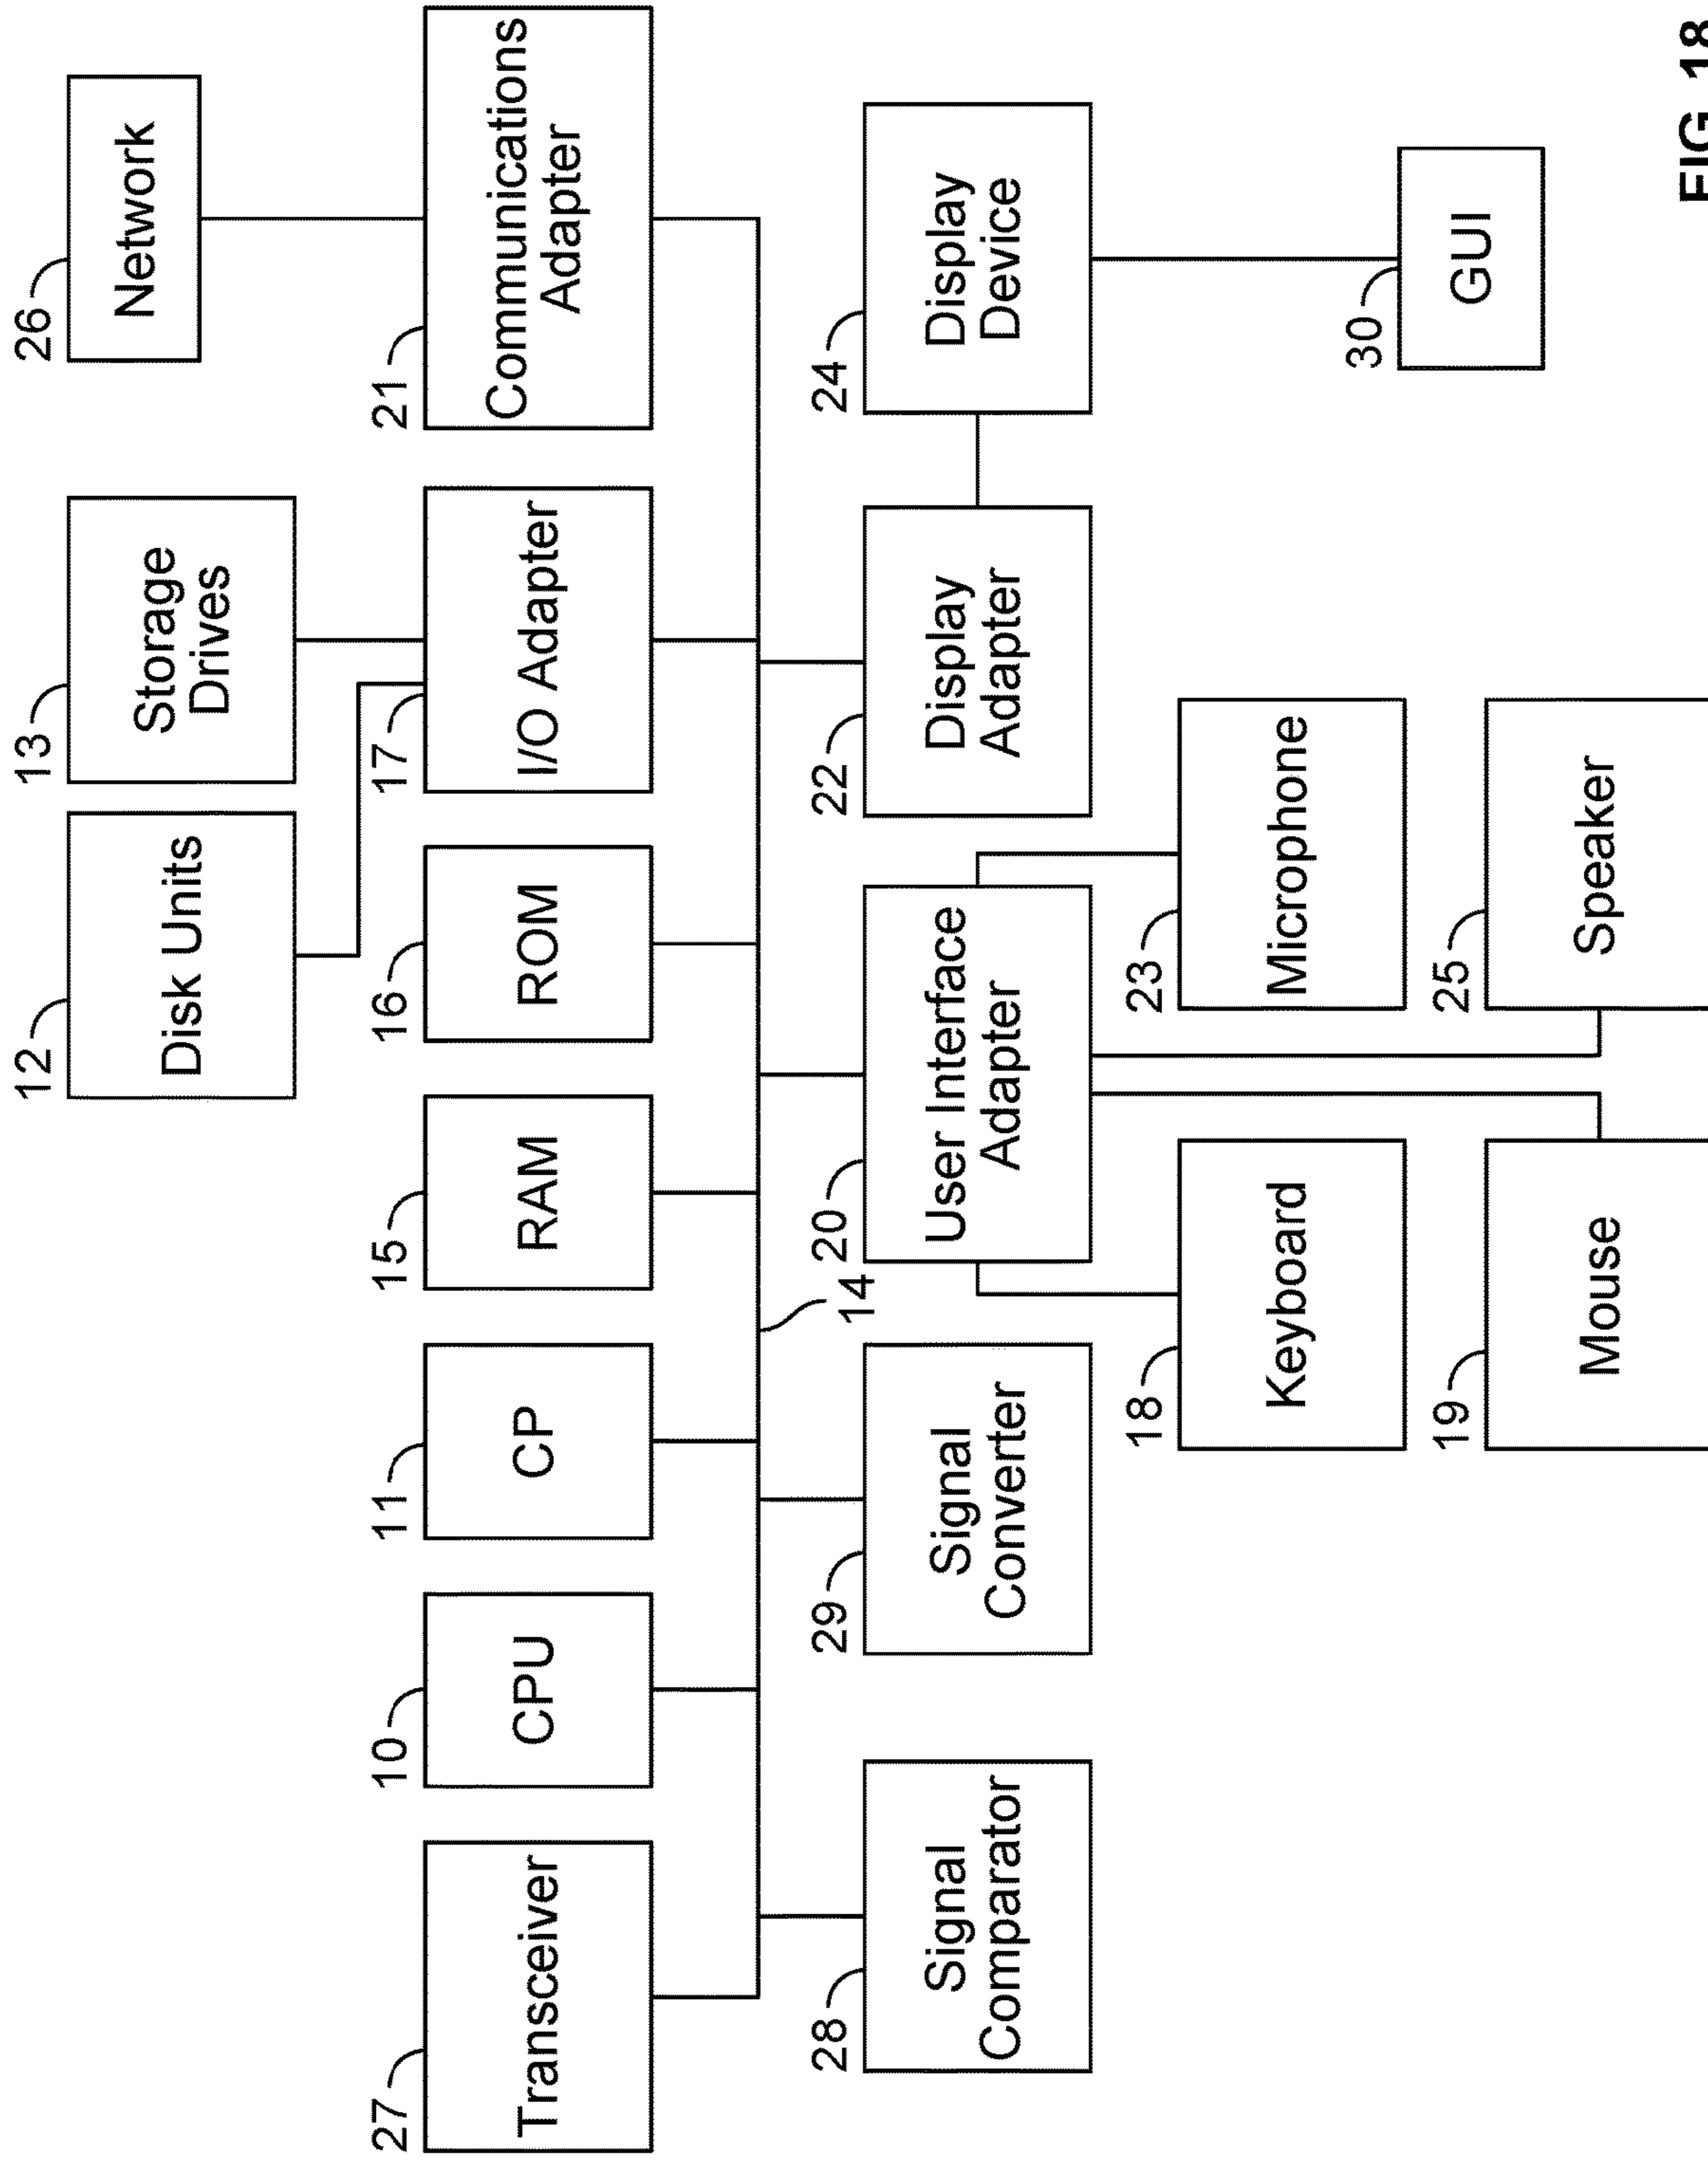 26
Network
12
Disk Units
13
Storage
Drives
27
Transceiver
10
CPU
11
CP
15
RAM
16
ROM
17
I/O Adapter
21
Communications
Adapter
14
28
Signal
Comparator
29
Signal
Converter
20
User Interface
Adapter
22
Display
Adapter
24
Display
Device
18
Keyboard
23
Microphone
30
GUI
19
Mouse
25
Speaker
FIG. 18